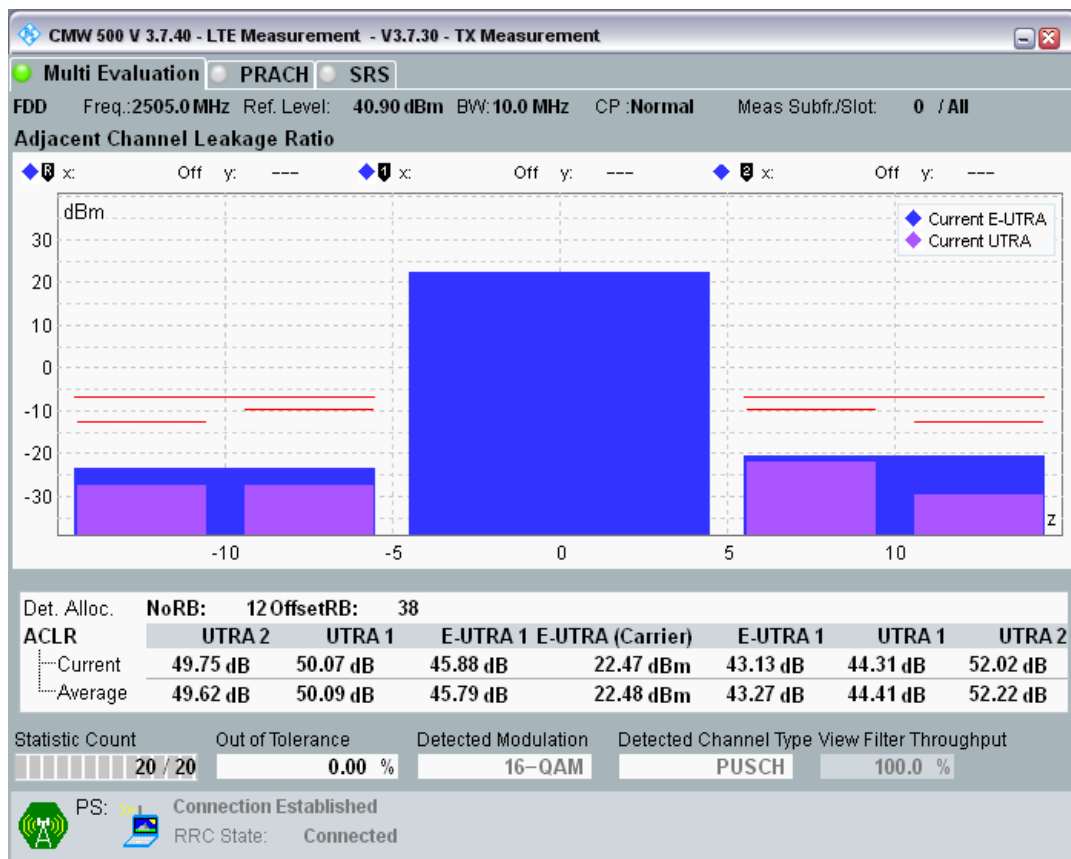 CMW 500 V 3.7.40 - LTE Measurement - V3.7.30 - TX Measurement
Multi Evaluation PRACH SRS
FDD Freq.:2505.0 MHz Ref. Level: 40.90 dBm BW: 10.0 MHz CP :Normal Meas Subfr./Slot: 0 / All
Adjacent Channel Leakage Ratio
R x: Off y: --- 1 x: Off y: --- 2 x: Off y: ---
dBm
Current E-UTRA
Current UTRA
30
20
10
0
-10
-20
-30
z
-10 -5 0 5 10
Det. Alloc. NoRB: 12 OffsetRB: 38
ACLR UTRA 2 UTRA 1 E-UTRA 1 E-UTRA (Carrier) E-UTRA 1 UTRA 1 UTRA 2
Current 49.75 dB 50.07 dB 45.88 dB 22.47 dBm 43.13 dB 44.31 dB 52.02 dB
Average 49.62 dB 50.09 dB 45.79 dB 22.48 dBm 43.27 dB 44.41 dB 52.22 dB
Statistic Count Out of Tolerance Detected Modulation Detected Channel Type View Filter Throughput
20 / 20 0.00 % 16-QAM PUSCH 100.0 %
PS: Connection Established
RRC State: Connected